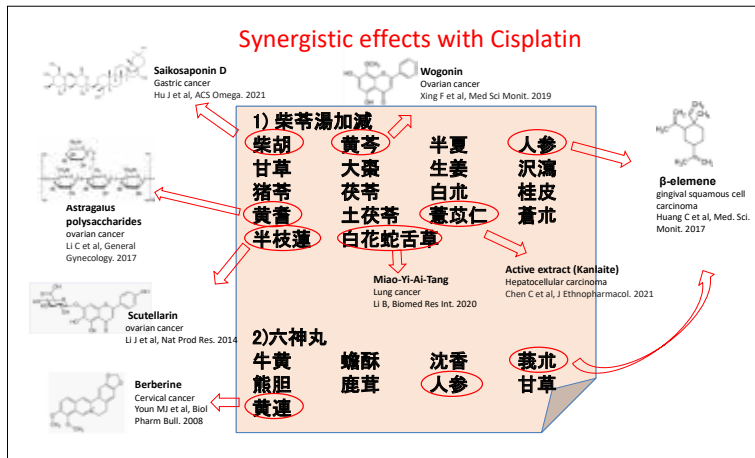 Synergistic effects with Cisplatin
Saikosaponin D
Gastric cancer
Hu J et al, ACS Omega. 2021
Wogonin
Ovarian cancer
Xing F et al, Med Sci Monit. 2019
1) 柴苓湯加減
柴胡 黄芩 半夏 人参
甘草 大棗 生姜 沢瀉
猪苓 茯苓 白朮 桂皮
黄耆 土茯苓 薏苡仁 蒼朮
半枝蓮 白花蛇舌草
β-elemene
gingival squamous cell
carcinoma
Huang C et al, Med. Sci.
Monit. 2017
Astragalus
polysaccharides
ovarian cancer
Li C et al, General
Gynecology. 2017
Miao-Yi-Ai-Tang
Lung cancer
Li B, Biomed Res Int. 2020
Active extract (Kanlaite)
Hepatocellular carcinoma
Chen C et al, J Ethnopharmacol. 2021
Scutellarin
ovarian cancer
Li J et al, Nat Prod Res. 2014
2)六神丸
牛黄 蟾酥 沈香 莪朮
熊胆 鹿茸 人参 甘草
黄連
Berberine
Cervical cancer
Youn MJ et al, Biol
Pharm Bull. 2008